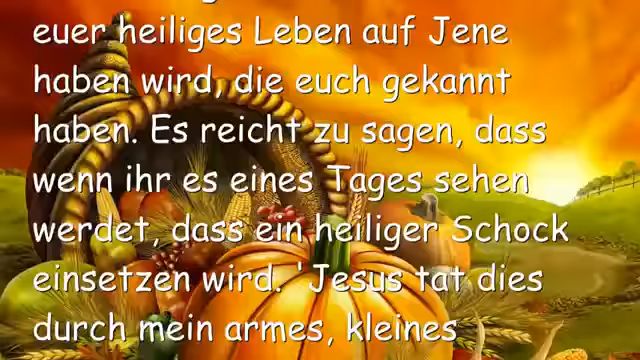 euer heiliges Leben auf Jene
haben wird, die euch gekannt
haben. Es reicht zu sagen, dass
wenn ihr es eines Tages sehen
werdet, dass ein heiliger Schock
einsetzen wird. 'Jesus tat dies
durch mein armes, kleines